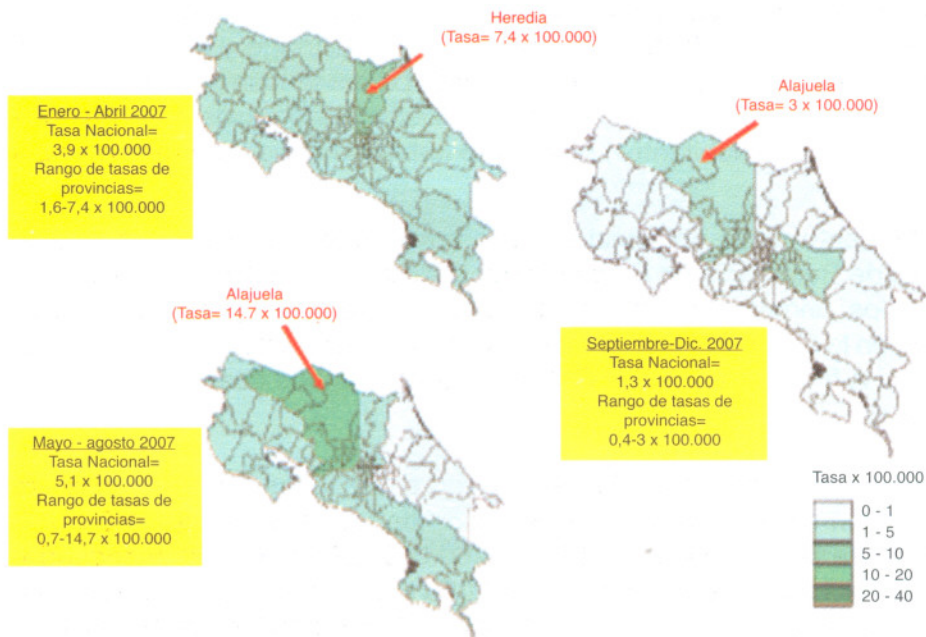 Heredia
(Tasa= 7,4 x 100.000)
Enero - Abril 2007
Tasa Nacional=
3,9 x 100.000
Rango de tasas de
provincias=
1,6-7,4 x 100.000
Alajuela
(Tasa= 3 x 100.000)
Alajuela
(Tasa= 14.7 x 100.000)
Mayo - agosto 2007
Tasa Nacional=
5,1 x 100.000
Rango de tasas de
provincias=
0,7-14,7 x 100.000
Septiembre-Dic. 2007
Tasa Nacional=
1,3 x 100.000
Rango de tasas de
provincias=
0,4-3 x 100.000
Tasa x 100.000
0 - 1
1 - 5
5 - 10
10 - 20
20 - 40